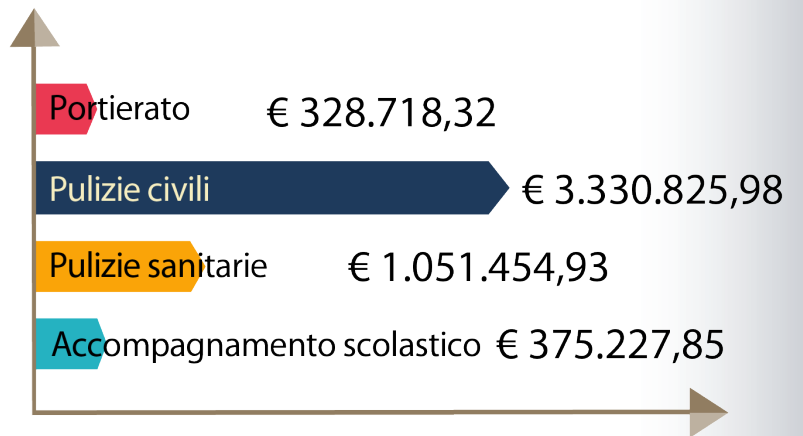 Portierato € 328.718,32
Pulizie civili € 3.330.825,98
Pulizie sanitarie € 1.051.454,93
Accompagnamento scolastico € 375.227,85